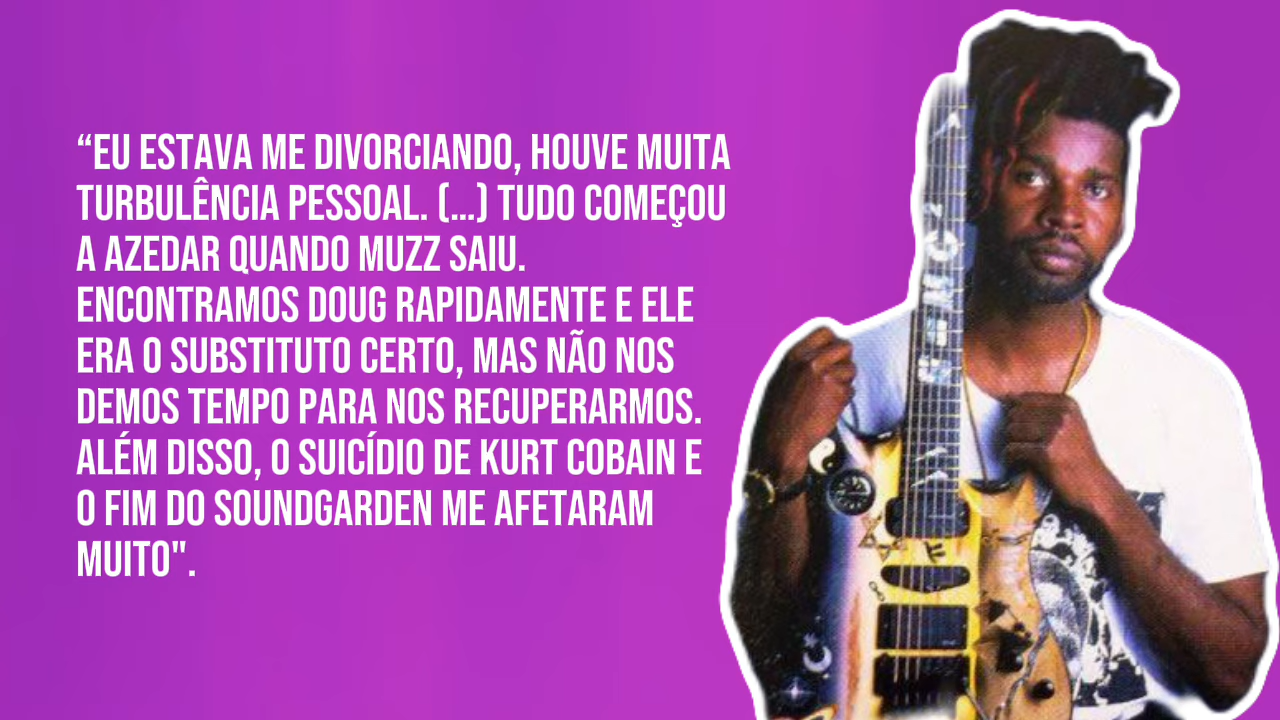 “EU ESTAVA ME DIVORCIANDO, HOUVE MUITA
TURBULÊNCIA PESSOAL. (...) TUDO COMEÇOU
A AZEDAR QUANDO MUZZ SAIU.
ENCONTRAMOS DOUG RAPIDAMENTE E ELE
ERA O SUBSTITUTO CERTO, MAS NÃO NOS
DEMOS TEMPO PARA NOS RECUPERARMOS.
ALÉM DISSO, O SUICÍDIO DE KURT COBAIN E
O FIM DO SOUNDGARDEN ME AFETARAM
MUITO".